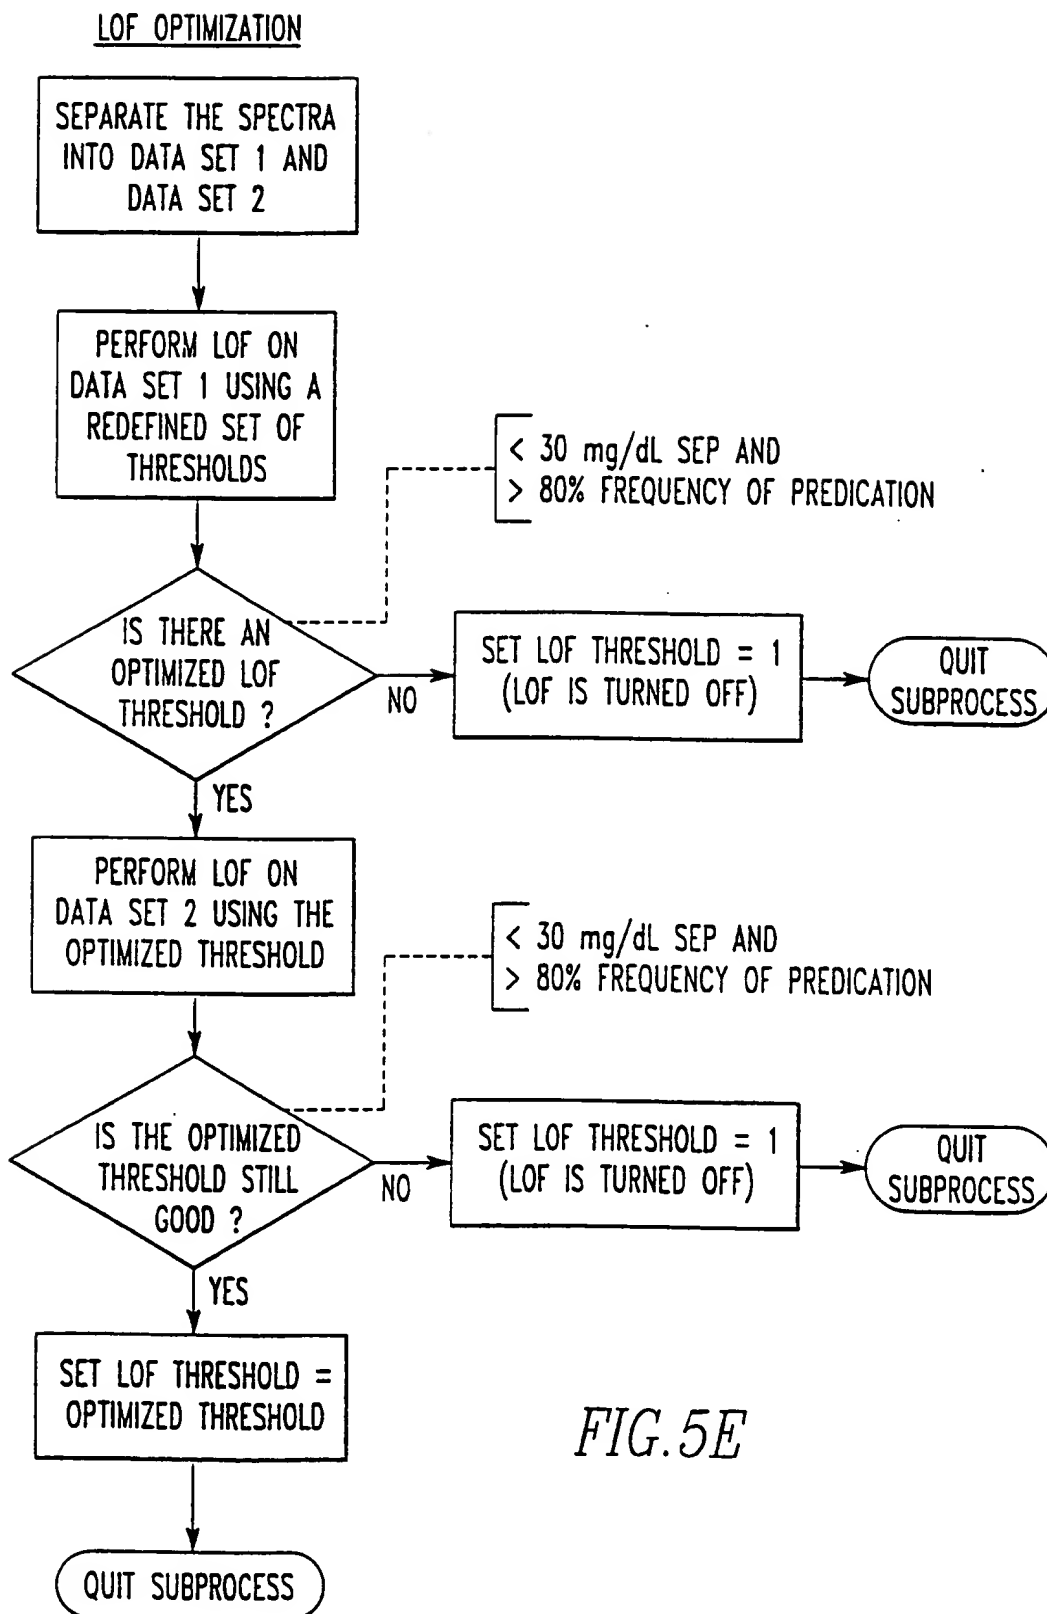 LOF OPTIMIZATION
SEPARATE THE SPECTRA
INTO DATA SET 1 AND
DATA SET 2
PERFORM LOF ON
DATA SET 1 USING A
REDEFINED SET OF
THRESHOLDS
< 30 mg/dL SEP AND
> 80% FREQUENCY OF PREDICATION
IS THERE AN
OPTIMIZED LOF
THRESHOLD ?
NO
SET LOF THRESHOLD = 1
(LOF IS TURNED OFF)
QUIT
SUBPROCESS
YES
PERFORM LOF ON
DATA SET 2 USING THE
OPTIMIZED THRESHOLD
< 30 mg/dL SEP AND
> 80% FREQUENCY OF PREDICATION
IS THE OPTIMIZED
THRESHOLD STILL
GOOD ?
NO
SET LOF THRESHOLD = 1
(LOF IS TURNED OFF)
QUIT
SUBPROCESS
YES
SET LOF THRESHOLD =
OPTIMIZED THRESHOLD
FIG.5E
QUIT SUBPROCESS